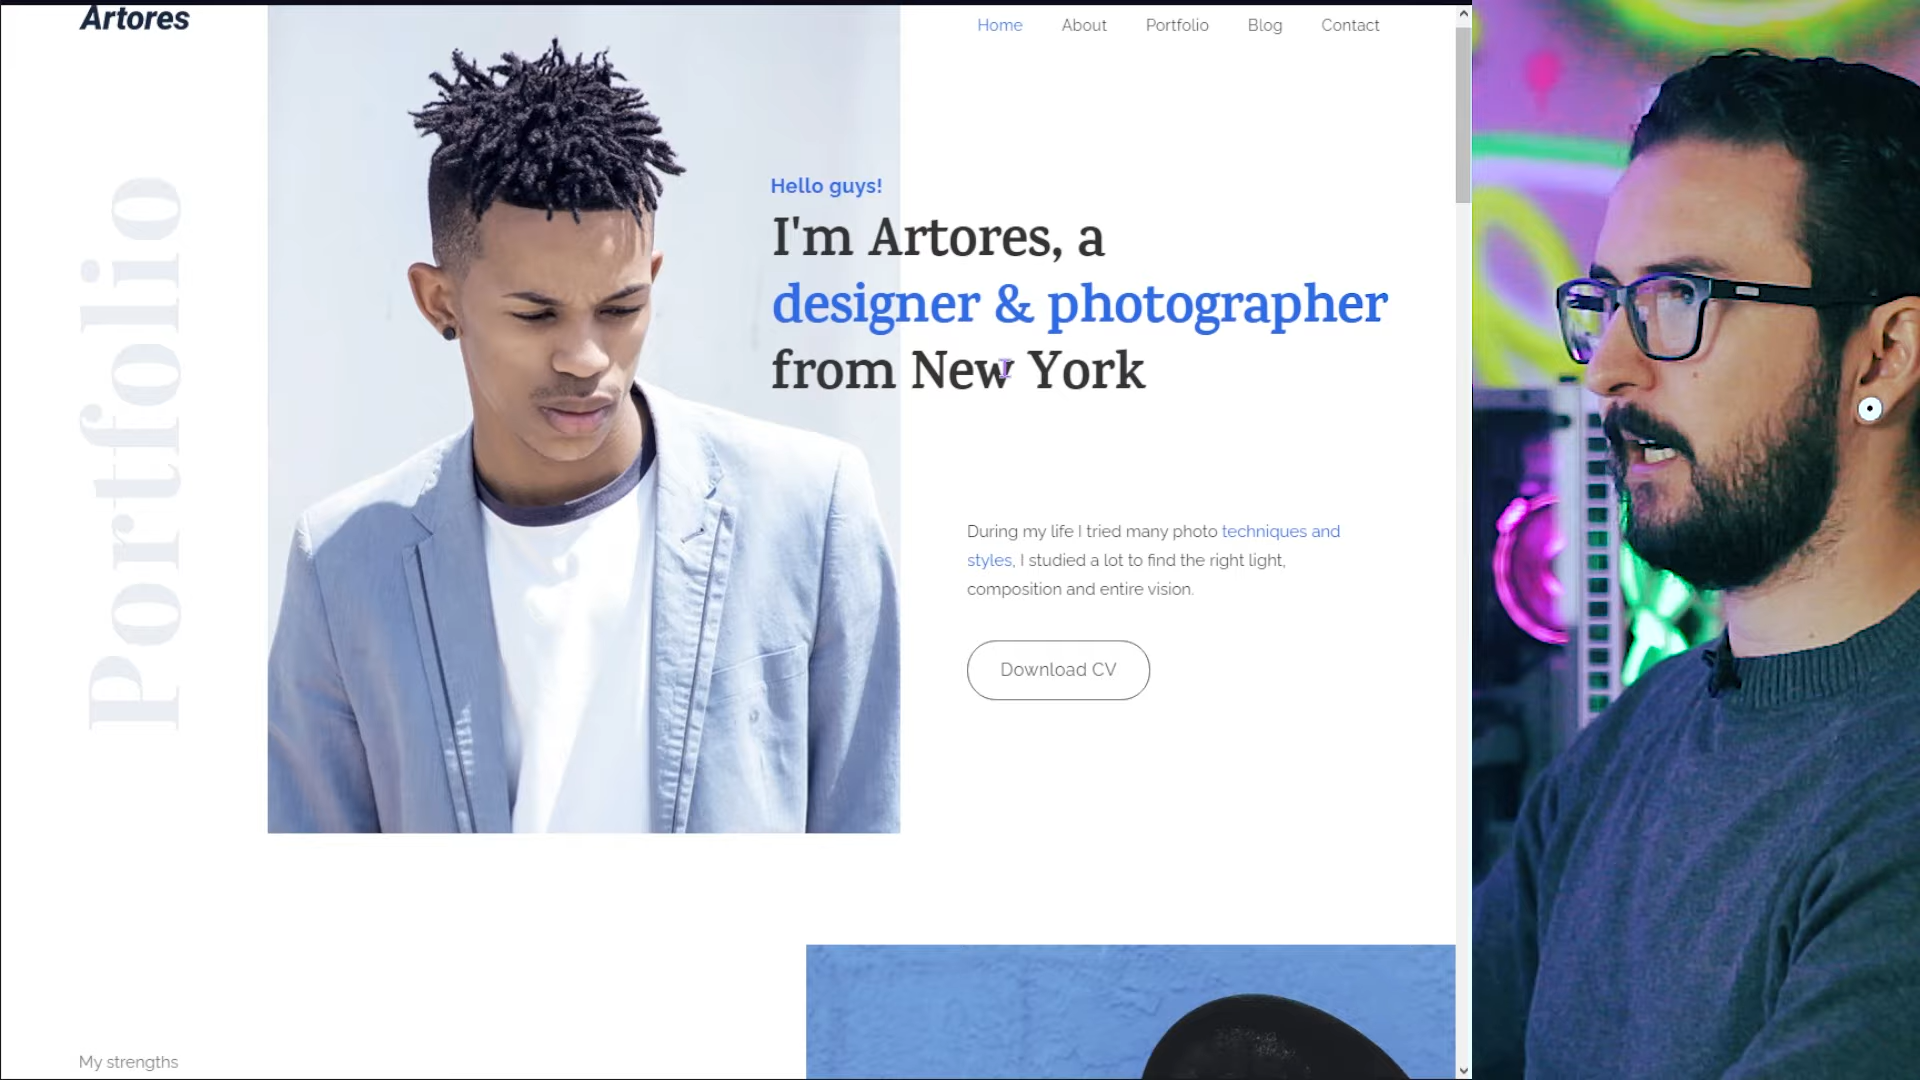 Artores
Home
About
Portfolio
Blog
Contact
Portfolio
Hello guys!
I'm Artores, a
designer & photographer
from New York
During my life I tried many photo techniques and
styles, I studied a lot to find the right light,
composition and entire vision.
Download CV
My strengths